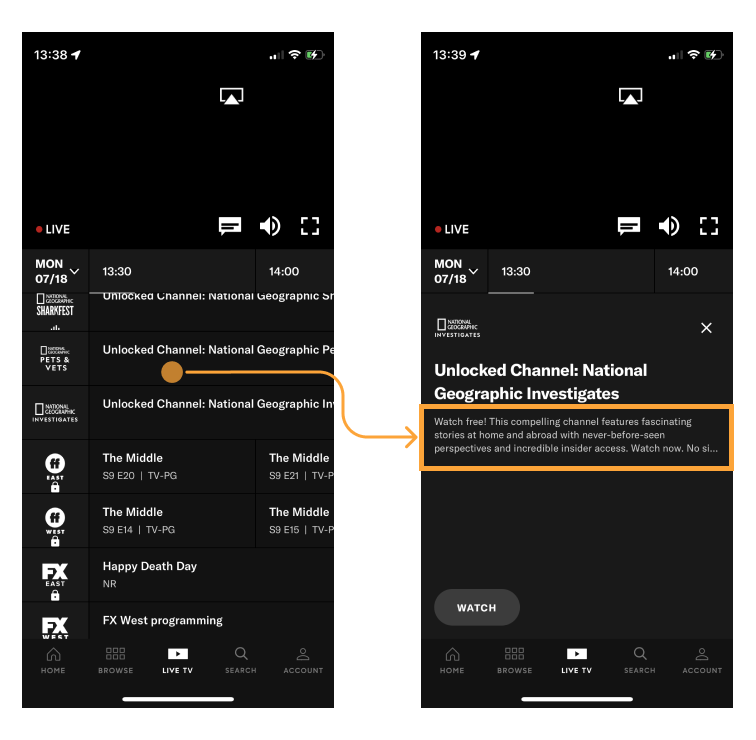 13:38
LIVE
MON
07/18
13:30
14:00
NATIONAL
GEOGRAPHIC
SHARKFEST
Unlocked Channel: National Geographic Sr
NATIONAL
GEOGRAPHIC
PETS &
VETS
Unlocked Channel: National Geographic Pe
NATIONAL
GEOGRAPHIC
INVESTIGATES
Unlocked Channel: National Geographic In
ff
EAST
The Middle
S9 E20 | TV-PG
The Middle
S9 E21 | TV-P
ff
WEST
The Middle
S9 E14 | TV-PG
The Middle
S9 E15 | TV-P
FX
EAST
Happy Death Day
NR
FX
WEST
FX West programming
HOME
BROWSE
LIVE TV
SEARCH
ACCOUNT
13:39
LIVE
MON
07/18
13:30
14:00
NATIONAL
GEOGRAPHIC
INVESTIGATES
Unlocked Channel: National
Geographic Investigates
Watch free! This compelling channel features fascinating
stories at home and abroad with never-before-seen
perspectives and incredible insider access. Watch now. No si...
WATCH
HOME
BROWSE
LIVE TV
SEARCH
ACCOUNT